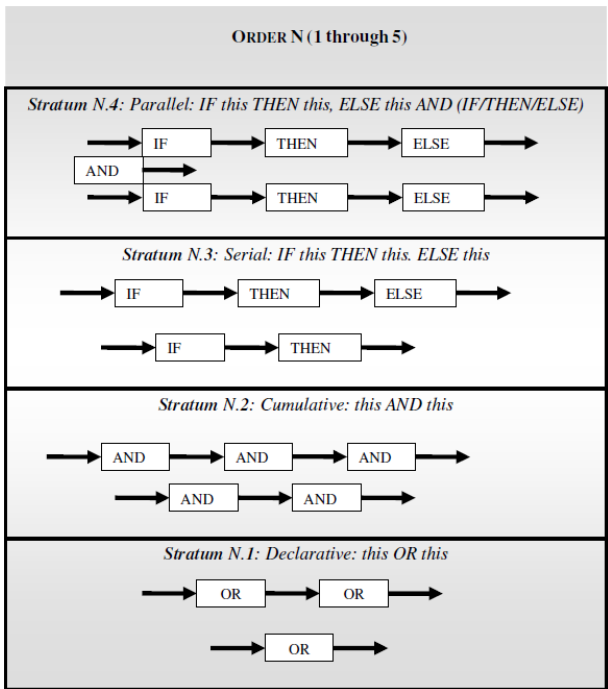 ORDER N (1 through 5)
Stratum N.4: Parallel: IF this THEN this, ELSE this AND (IF/THEN/ELSE)
IF THEN ELSE
AND
IF THEN ELSE
Stratum N.3: Serial: IF this THEN this. ELSE this
IF THEN ELSE
IF THEN
Stratum N.2: Cumulative: this AND this
AND AND AND
AND AND
Stratum N.1: Declarative: this OR this
OR OR
OR